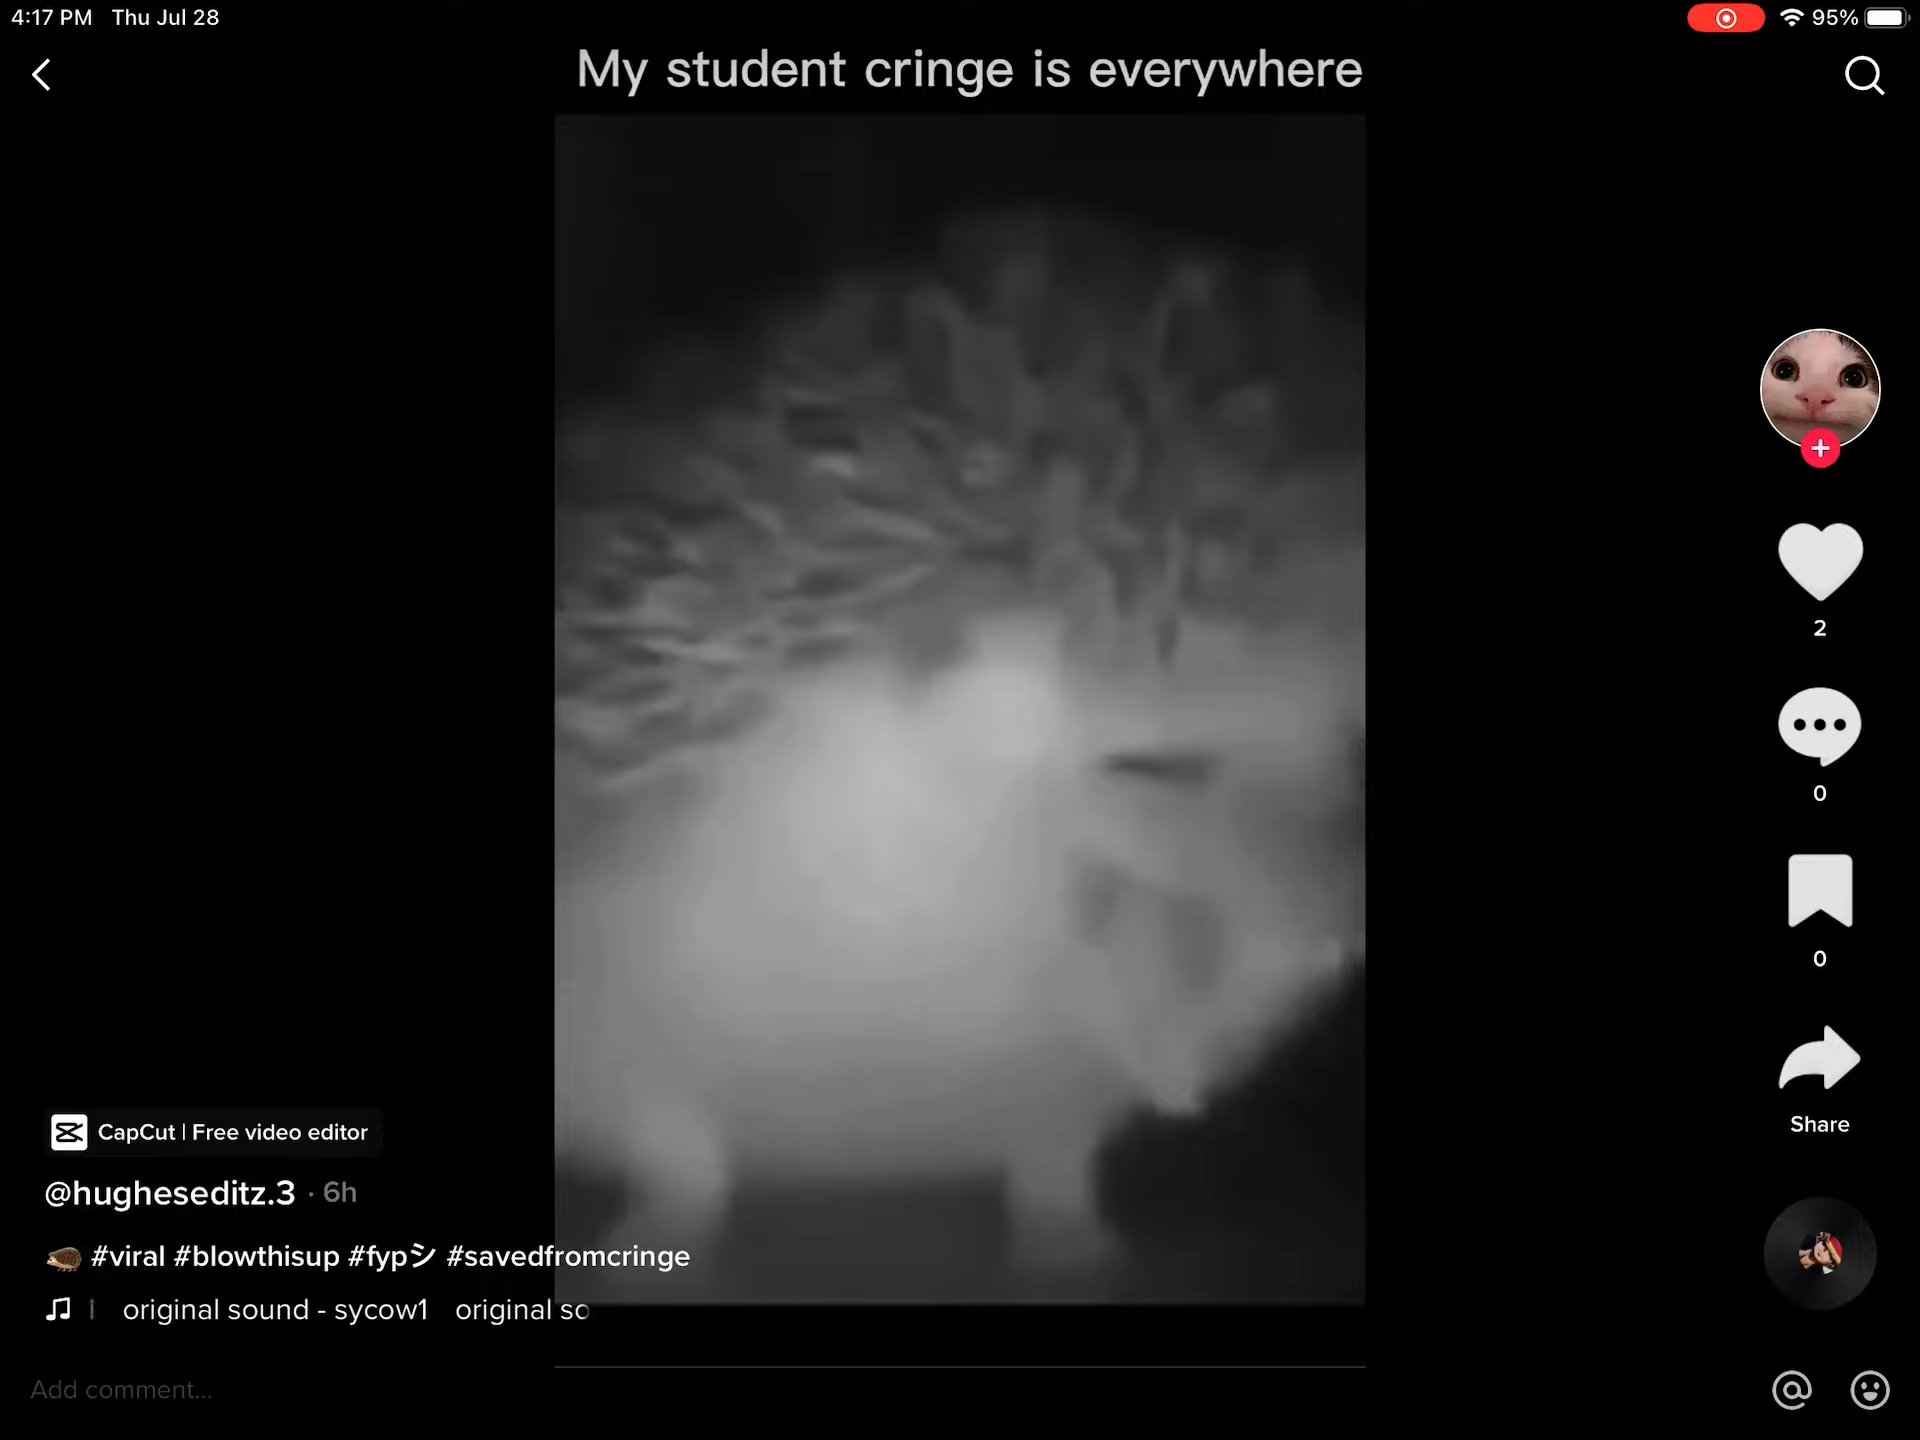 4:17 PM Thu Jul 28
95%
My student cringe is everywhere
2
0
0
Share
CapCut | Free video editor
@hugheseditz.3 · 6h
🦔 #viral #blowthisup #fypシ #savedfromcringe
original sound - sycow1 original so
Add comment...